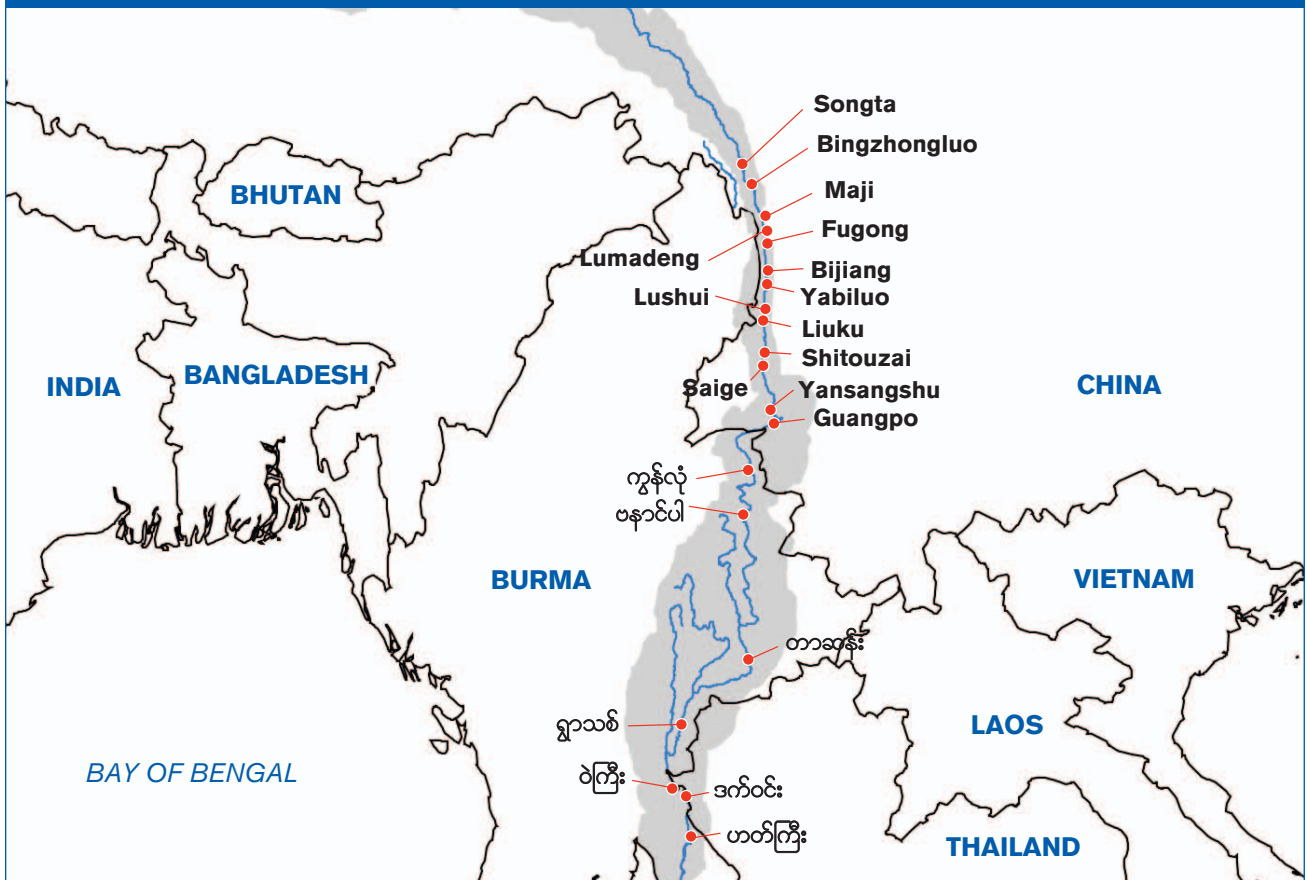 Songta
Bingzhongluo
BHUTAN
Maji
Fugong
Lumadeng
Bijiang
Lushui
Yabiluo
Liuku
Shitouzai
INDIA
BANGLADESH
Saige
Yansangshu
CHINA
Guangpo
ကွန်လုံ
ဗနာင်ပါ
BURMA
VIETNAM
တာဆန်း
ရွာသစ်
LAOS
BAY OF BENGAL
ဝဲကြီး
ဒက်ဝင်း
ဟတ်ကြီး
THAILAND